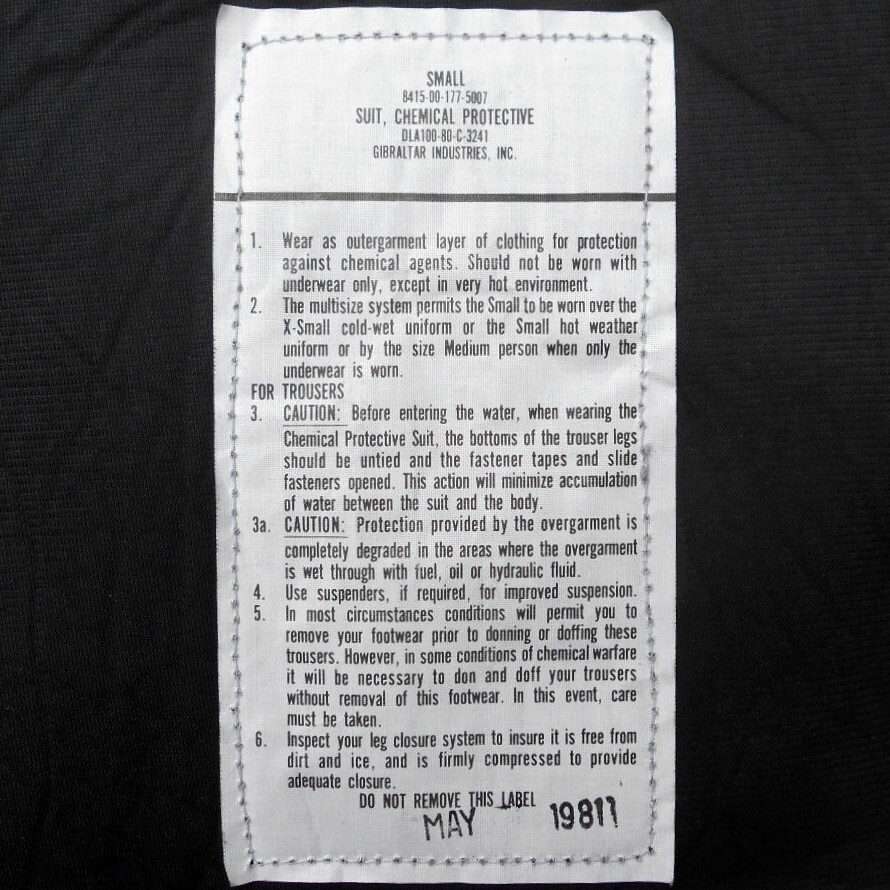 SMALL
8415-00-177-5007
SUIT, CHEMICAL PROTECTIVE
DLA100-80-C-3241
GIBRALTAR INDUSTRIES, INC.
1. Wear as outergarment layer of clothing for protection
against chemical agents. Should not be worn with
underwear only, except in very hot environment.
2. The multisize system permits the Small to be worn over the
X-Small cold-wet uniform or the Small hot weather
uniform or by the size Medium person when only the
underwear is worn.
FOR TROUSERS
3. CAUTION: Before entering the water, when wearing the
Chemical Protective Suit, the bottoms of the trouser legs
should be untied and the fastener tapes and slide
fasteners opened. This action will minimize accumulation
of water between the suit and the body.
3a. CAUTION: Protection provided by the overgarment is
completely degraded in the areas where the overgarment
is wet through with fuel, oil or hydraulic fluid.
4. Use suspenders, if required, for improved suspension.
5. In most circumstances conditions will permit you to
remove your footwear prior to donning or doffing these
trousers. However, in some conditions of chemical warfare
it will be necessary to don and doff your trousers
without removal of this footwear. In this event, care
must be taken.
6. Inspect your leg closure system to insure it is free from
dirt and ice, and is firmly compressed to provide
adequate closure.
DO NOT REMOVE THIS LABEL
MAY 19811